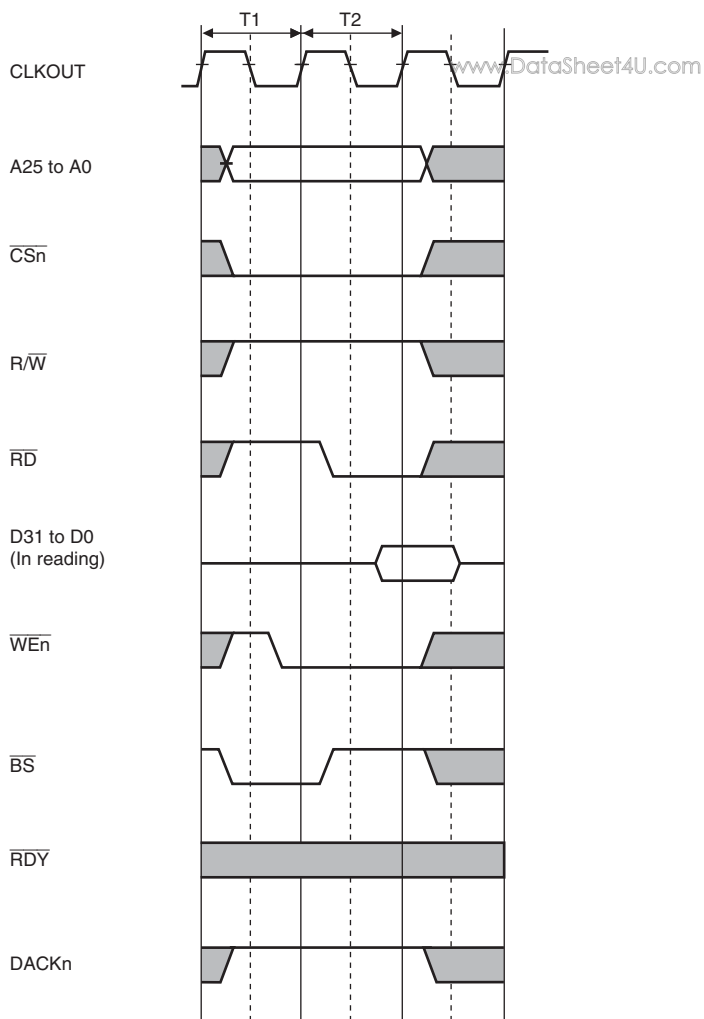 T1 T2
CLKOUT
www.DataSheet4U.com
A25 to A0
CSn
R/W
RD
D31 to D0
(In reading)
WEn
BS
RDY
DACKn